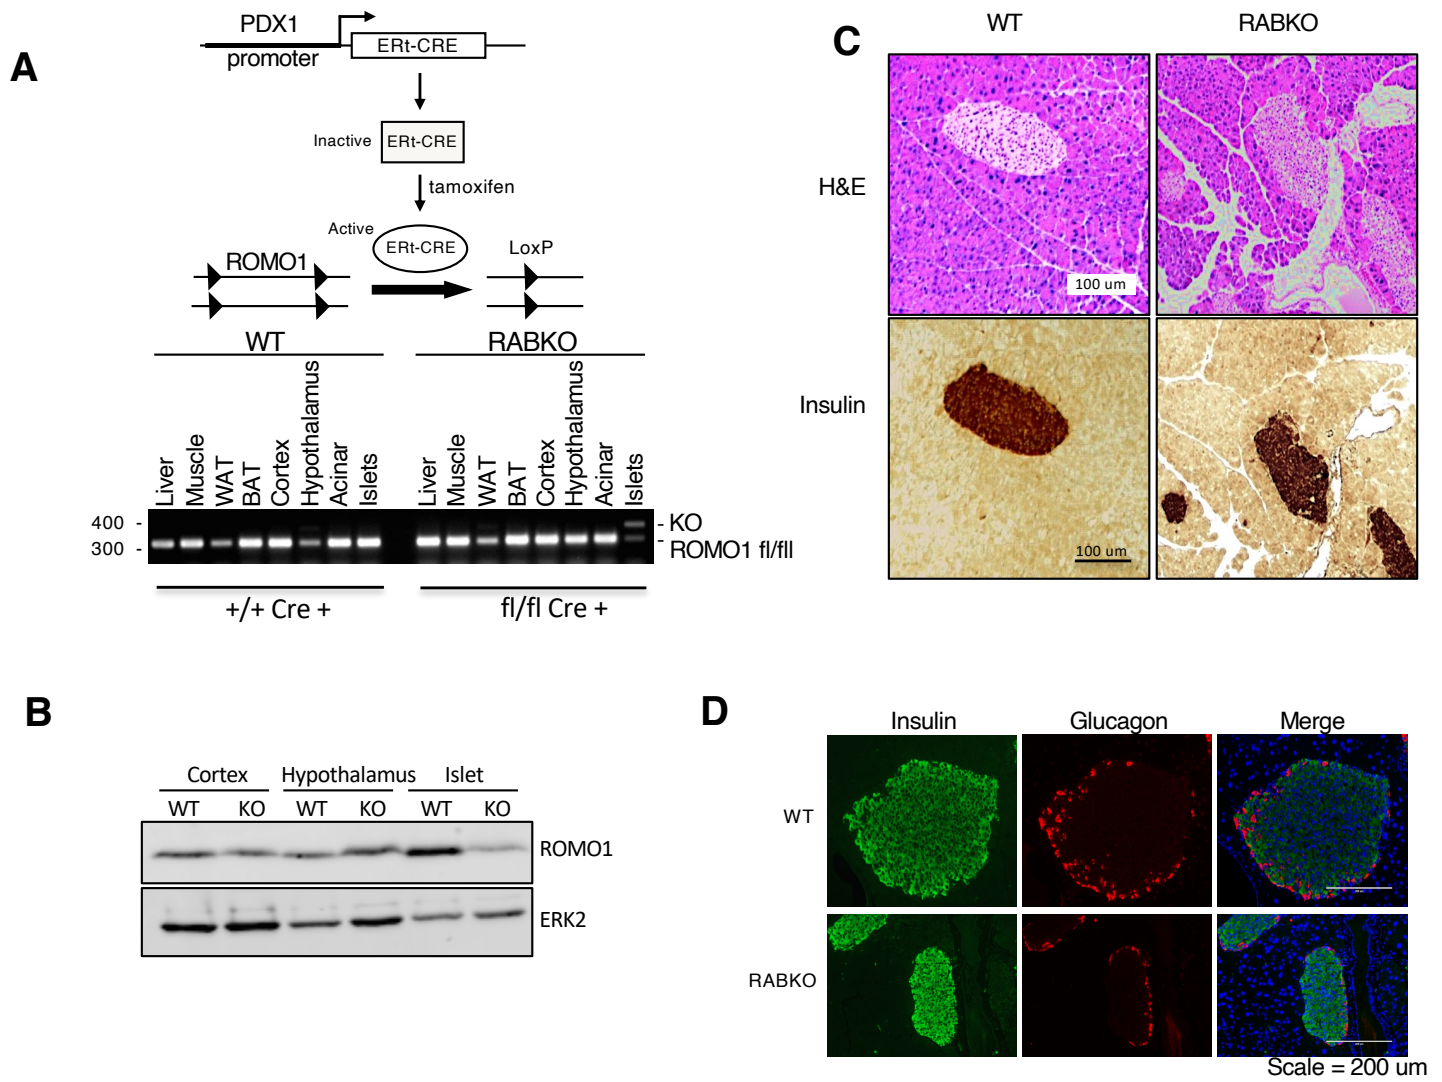 A
PDX1
promoter
ERt-CRE
Inactive
ERt-CRE
tamoxifen
Active
ERt-CRE
ROMO1
LoxP
WT
RABKO
Liver
Muscle
WAT
BAT
Cortex
Hypothalamus
Acinar
Islets
Liver
Muscle
WAT
BAT
Cortex
Hypothalamus
Acinar
Islets
400 -
300 -
- KO
- ROMO1 fl/fll
+/+ Cre +
fl/fl Cre +
B
Cortex Hypothalamus Islet
WT KO WT KO WT KO
ROMO1
ERK2
C
WT RABKO
H&E
100 um
Insulin
100 um
D
Insulin Glucagon Merge
WT
RABKO
Scale = 200 um